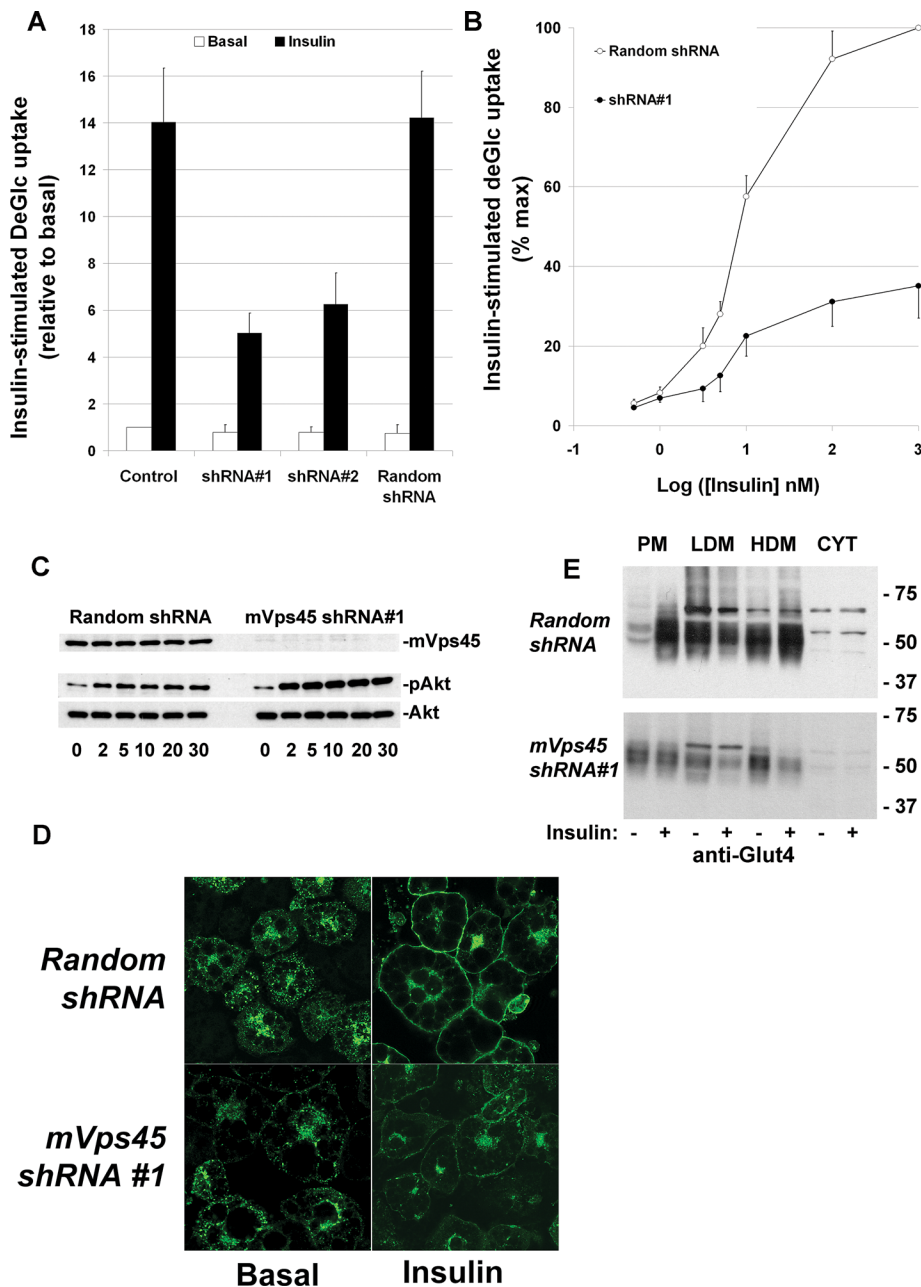 A
Insulin-stimulated DeGlc uptake
(relative to basal)
18
16
14
12
10
8
6
4
2
0
Basal
Insulin
Control
shRNA#1
shRNA#2
Random
shRNA
B
Insulin-stimulated deGlc uptake
(% max)
100
80
60
40
20
0
Random shRNA
shRNA#1
-1
0
1
2
3
Log ([Insulin] nM)
C
Random shRNA
mVps45 shRNA#1
-mVps45
-pAkt
-Akt
0 2 5 10 20 30
0 2 5 10 20 30
E
PM LDM HDM CYT
Random
shRNA
- 75
- 50
- 37
mVps45
shRNA#1
- 75
- 50
- 37
Insulin: - + - + - + - +
anti-Glut4
D
Random
shRNA
mVps45
shRNA #1
Basal
Insulin